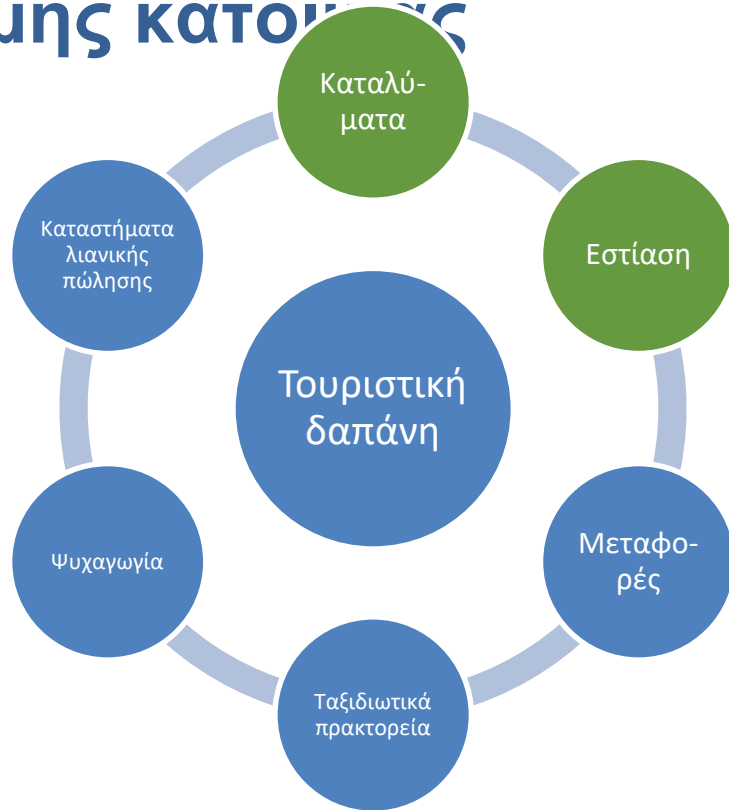 Καταλύ-
ματα
Εστίαση
Μεταφο-
ρές
Ταξιδιωτικά
πρακτορεία
Ψυχαγωγία
Καταστήματα
λιανικής
πώλησης
Τουριστική
δαπάνη